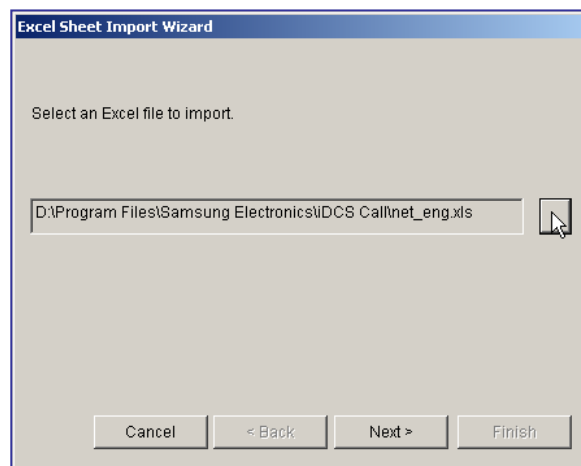 Excel Sheet Import Wizard
Select an Excel file to import.
D:\Program Files\Samsung Electronics\iDCS Call\net_eng.xls
Cancel
< Back
Next >
Finish